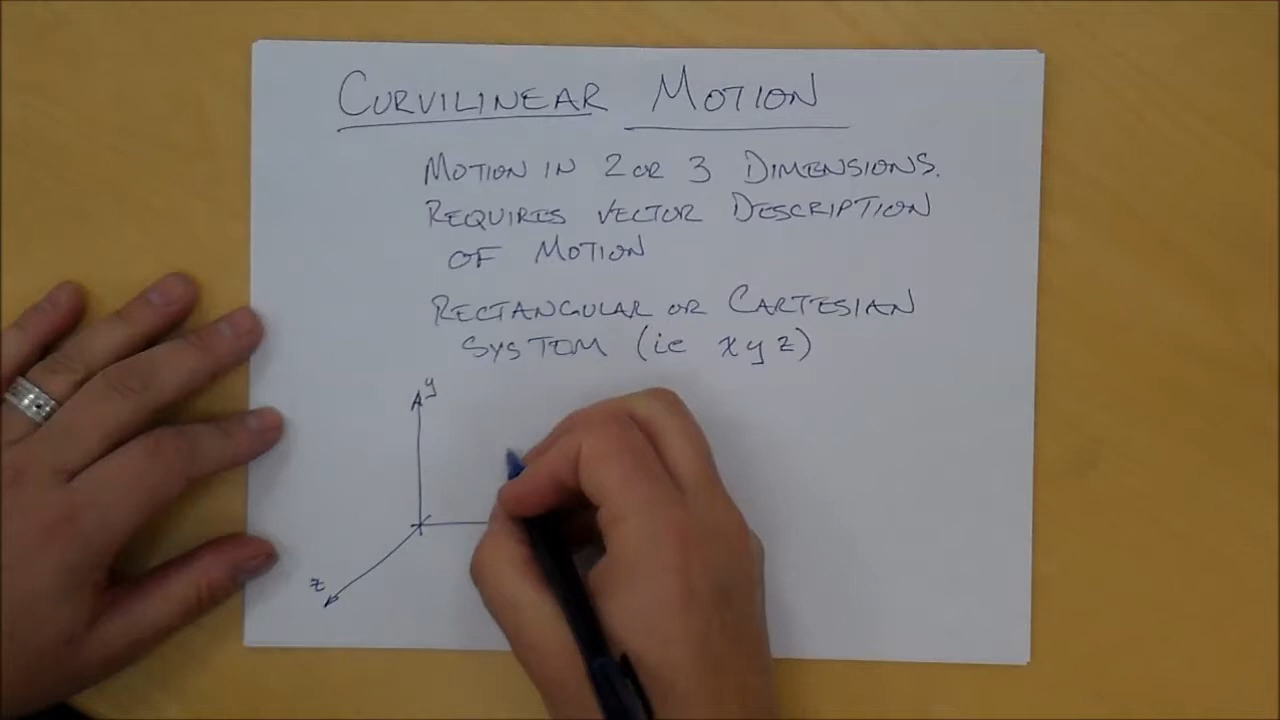 CURVILINEAR MOTION
MOTION IN 2 OR 3 DIMENSIONS.
REQUIRES VECTOR DESCRIPTION
OF MOTION
RECTANGULAR OR CARTESIAN
SYSTEM (ie x y z)
y
z